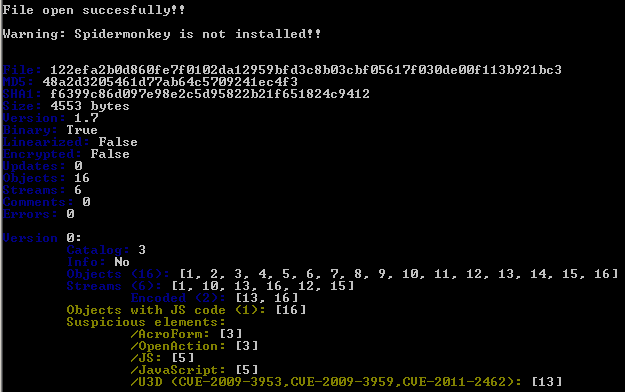 File open succesfully!!
Warning: Spidermonkey is not installed!!
File: 122efa2b0d860fe7f0102da12959bfd3c8b03cbf05617f030de00f113b921bc3
MD5: 48a2d3205461d77ab64c5709241ec4f3
SHA1: f6399c86d097e98e2c5d95822b21f651824c9412
Size: 4553 bytes
Version: 1.7
Binary: True
Linearized: False
Encrypted: False
Updates: 0
Objects: 16
Streams: 6
Comments: 0
Errors: 0
Version 0:
Catalog: 3
Info: No
Objects (16): [1, 2, 3, 4, 5, 6, 7, 8, 9, 10, 11, 12, 13, 14, 15, 16]
Streams (6): [1, 10, 13, 16, 12, 15]
Encoded (2): [13, 16]
Objects with JS code (1): [16]
Suspicious elements:
/AcroForm: [3]
/OpenAction: [3]
/JS: [5]
/JavaScript: [5]
/U3D (CVE-2009-3953,CVE-2009-3959,CVE-2011-2462): [13]